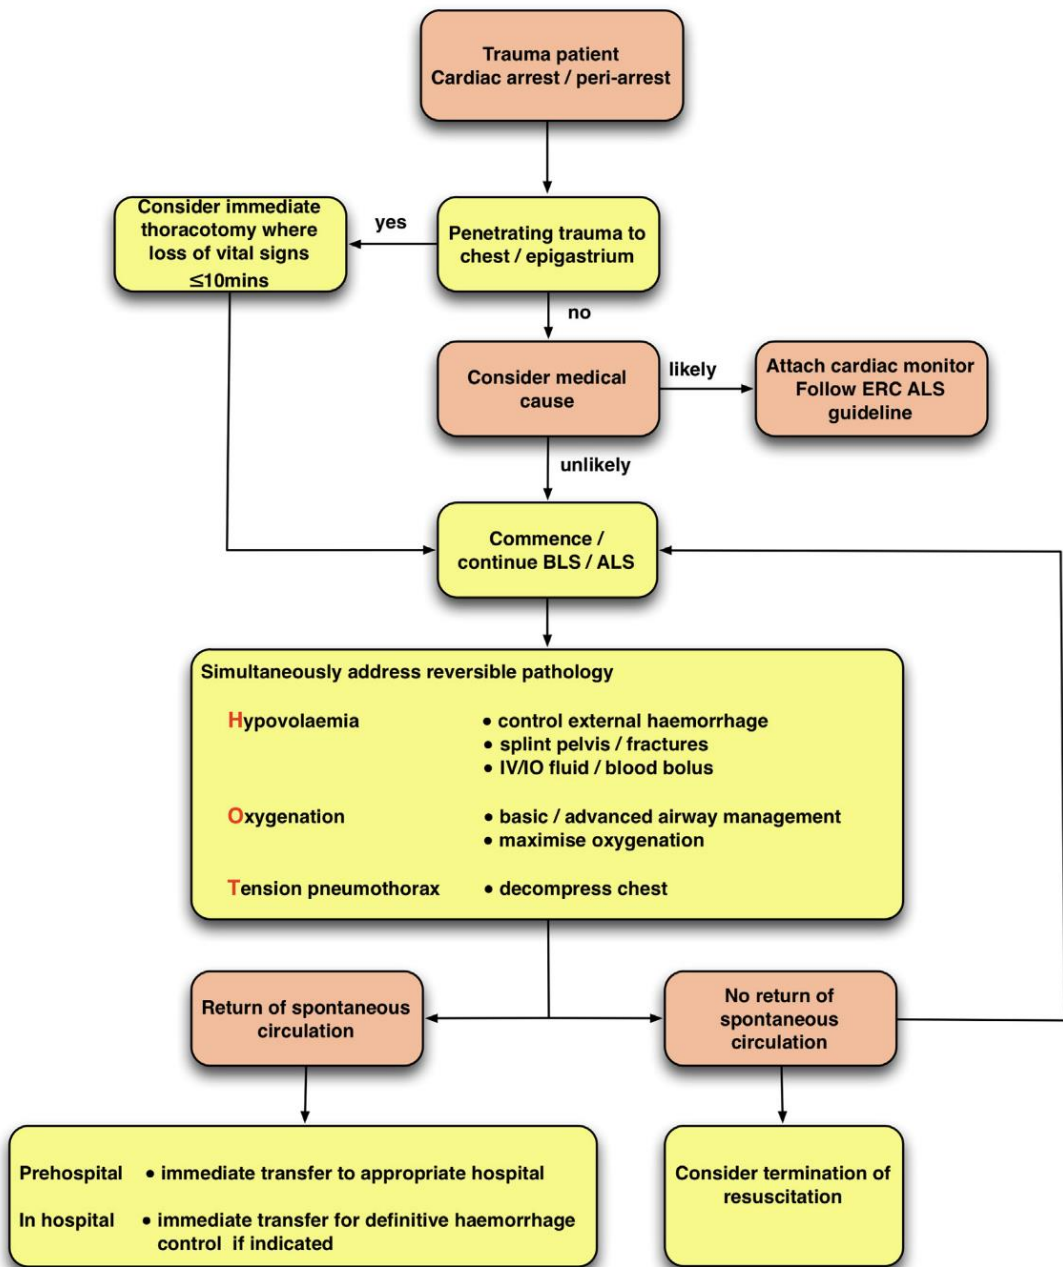 Trauma patient
Cardiac arrest / peri-arrest
Consider immediate
thoracotomy where
loss of vital signs
≤10mins
yes
Penetrating trauma to
chest / epigastrium
no
Consider medical
cause
likely
Attach cardiac monitor
Follow ERC ALS
guideline
unlikely
Commence /
continue BLS / ALS
Simultaneously address reversible pathology
Hypovolaemia • control external haemorrhage
• splint pelvis / fractures
• IV/IO fluid / blood bolus
Oxygenation • basic / advanced airway management
• maximise oxygenation
Tension pneumothorax • decompress chest
Return of spontaneous
circulation
No return of
spontaneous
circulation
Prehospital • immediate transfer to appropriate hospital
In hospital • immediate transfer for definitive haemorrhage
control if indicated
Consider termination of
resuscitation